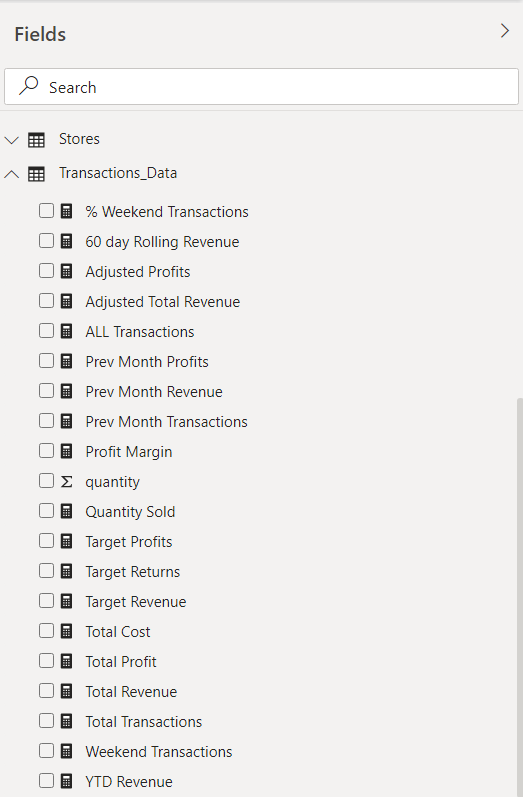 Fields
Search
Stores
Transactions_Data
% Weekend Transactions
60 day Rolling Revenue
Adjusted Profits
Adjusted Total Revenue
ALL Transactions
Prev Month Profits
Prev Month Revenue
Prev Month Transactions
Profit Margin
quantity
Quantity Sold
Target Profits
Target Returns
Target Revenue
Total Cost
Total Profit
Total Revenue
Total Transactions
Weekend Transactions
YTD Revenue